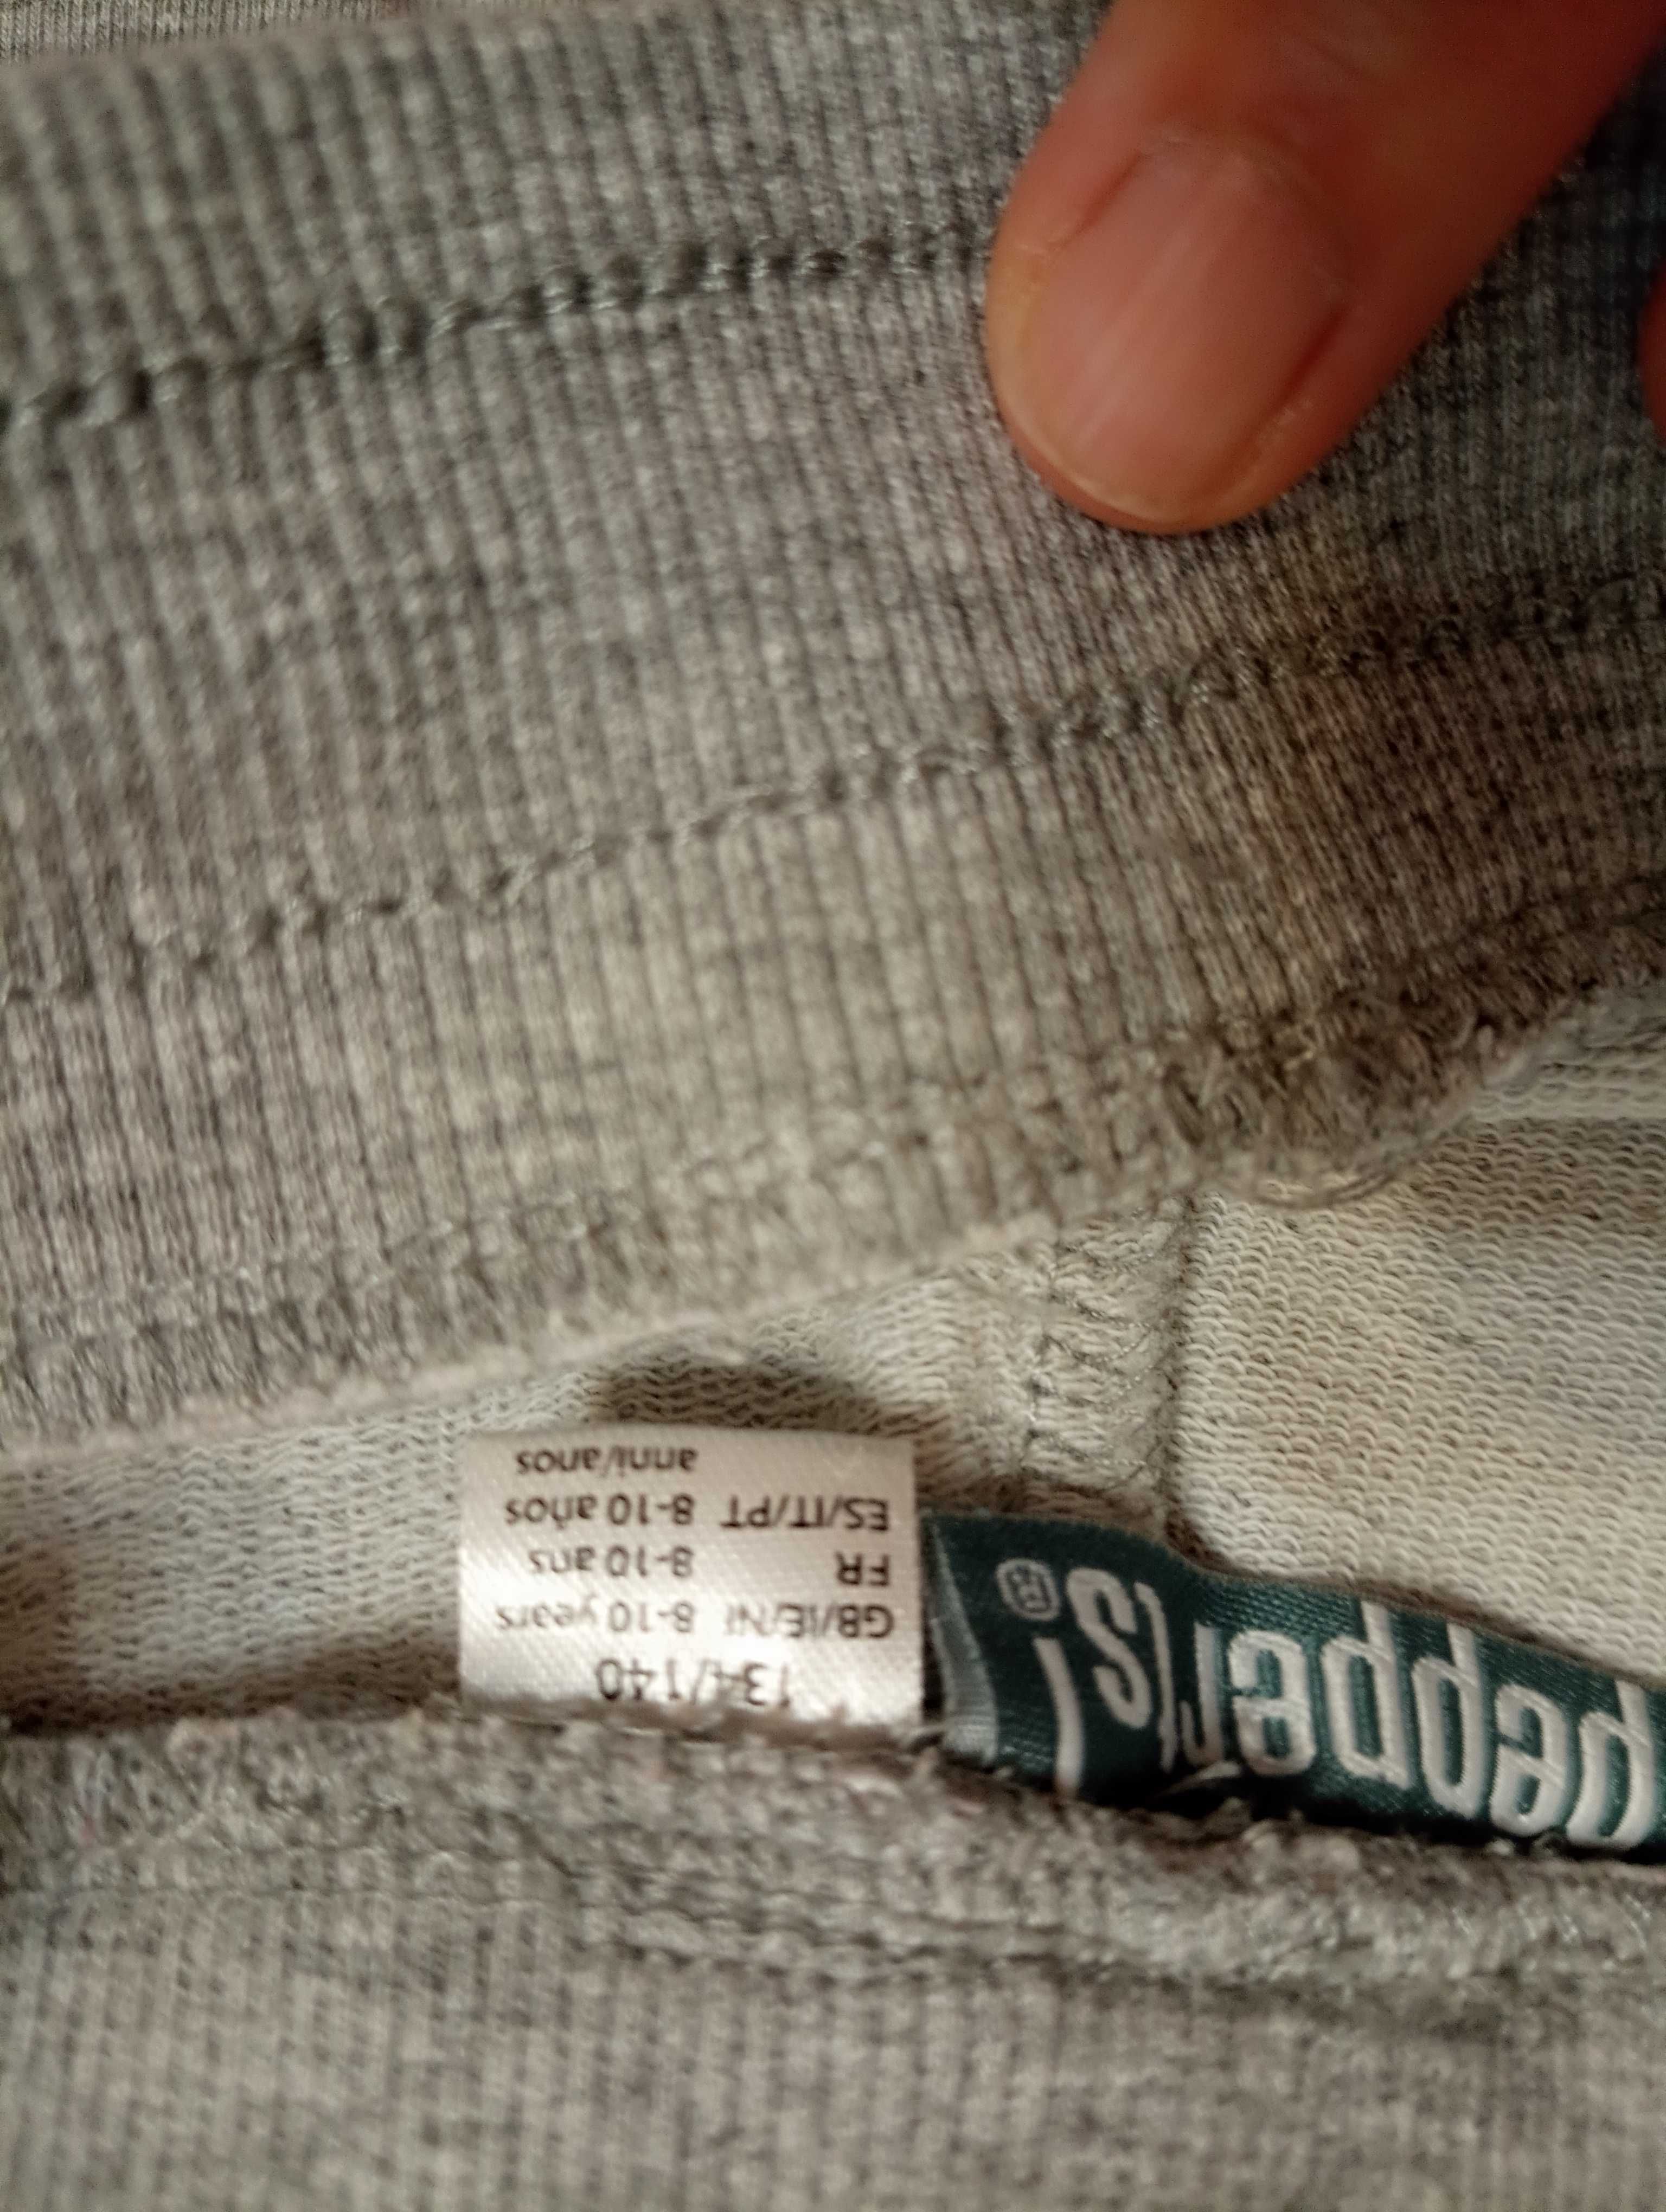 134/140
GB/IE/NI 8-10 years
FR 8-10 ans
ES/IT/PT 8-10 años
anni/anos
pepperts!®